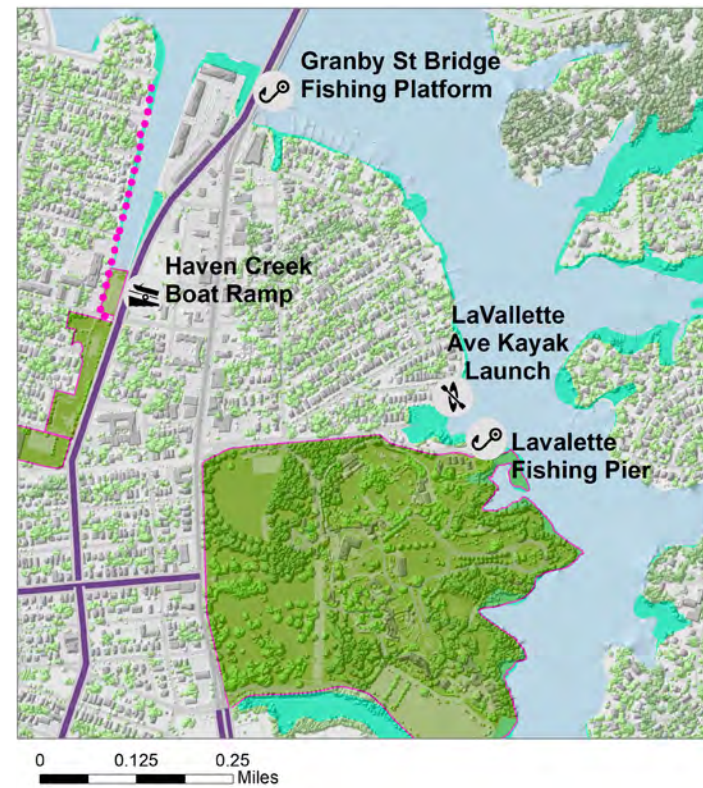 Granby St Bridge
Fishing Platform
Haven Creek
Boat Ramp
LaVallette
Ave Kayak
Launch
Lavalette
Fishing Pier
0 0.125 0.25
Miles